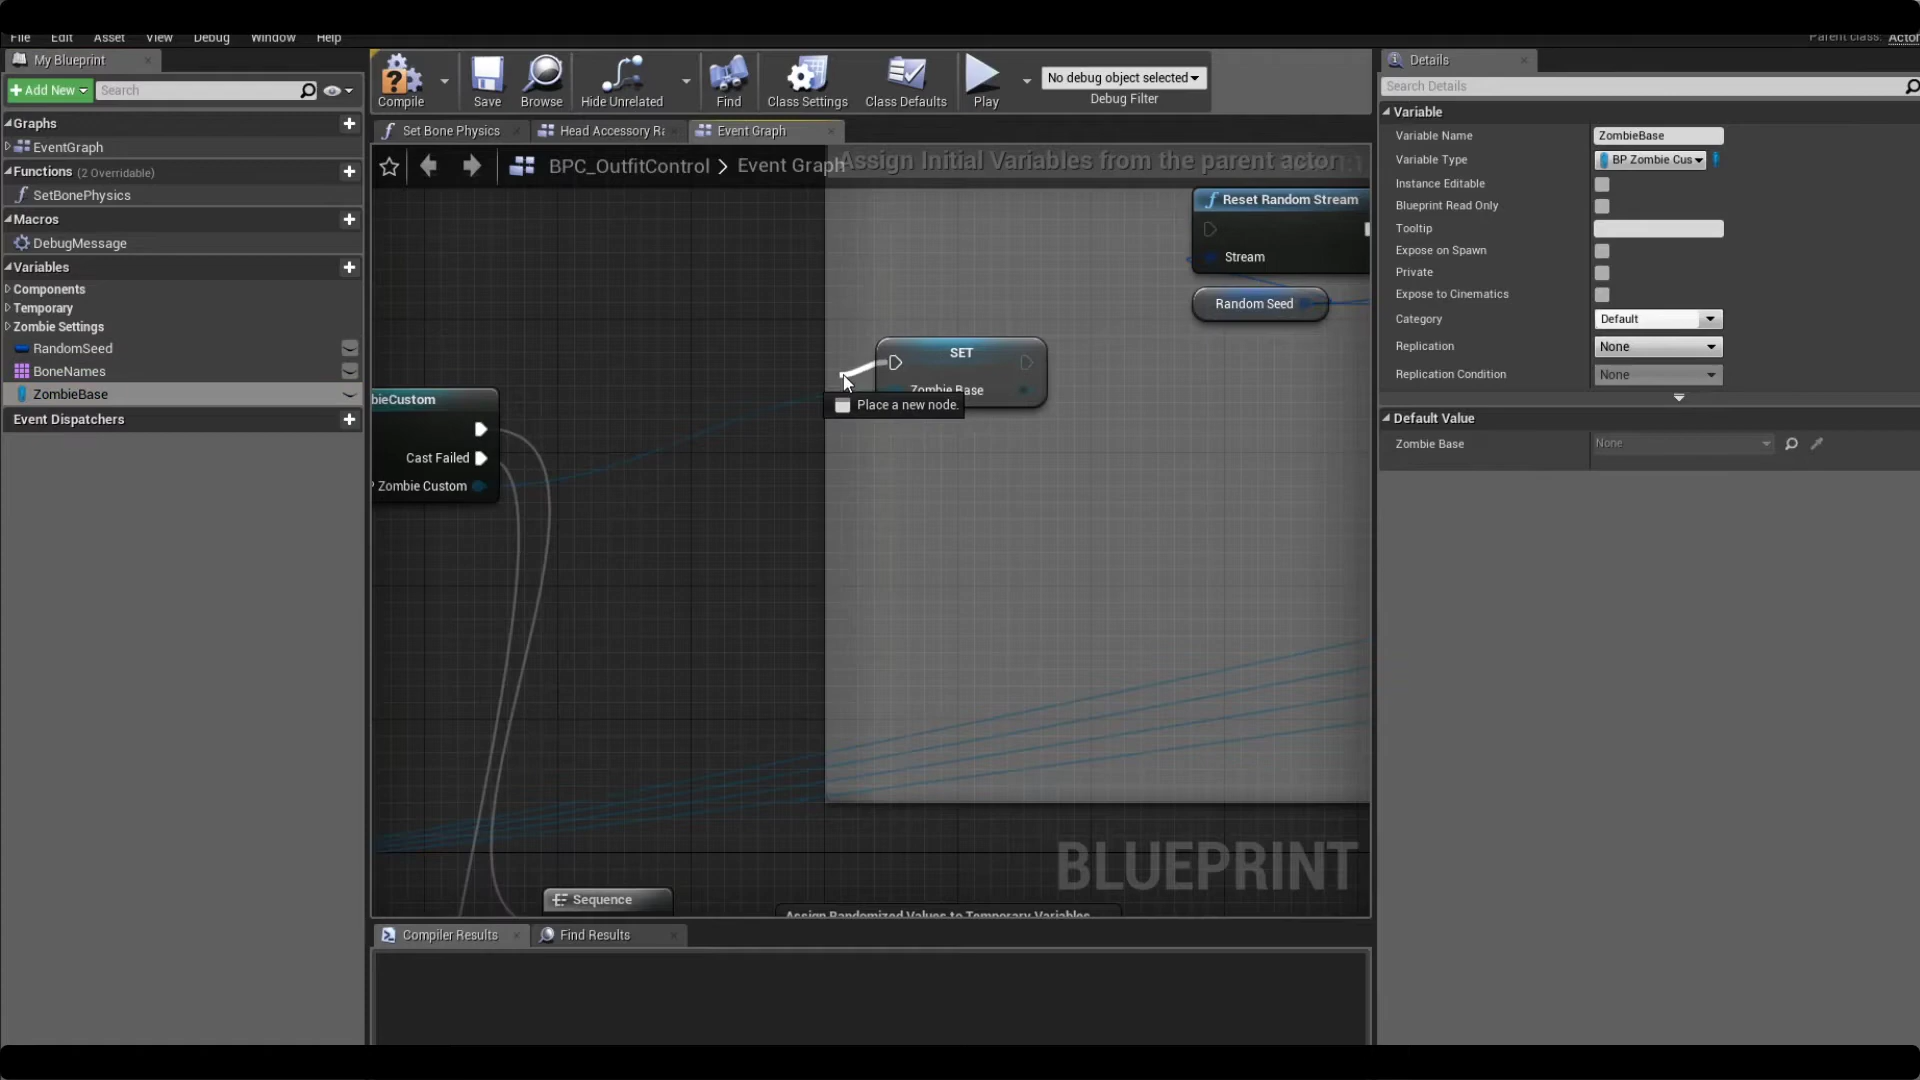 File Edit Asset View Debug Window Help
Parent class: Actor
My Blueprint
Add New Search
Graphs
EventGraph
Functions (2 Overridable)
SetBonePhysics
Macros
DebugMessage
Variables
Components
Temporary
Zombie Settings
RandomSeed
BoneNames
ZombieBase
Event Dispatchers
Compile Save Browse Hide Unrelated Find Class Settings Class Defaults Play
No debug object selected
Debug Filter
Set Bone Physics Head Accessory Ra Event Graph
BPC_OutfitControl > Event Graph
Assign Initial Variables from the parent actor
Reset Random Stream
Stream
Random Seed
SET
Zombie Base
Place a new node.
bieCustom
Cast Failed
Zombie Custom
BLUEPRINT
Sequence
Assign Randomized Values to Temporary Variables
Compiler Results Find Results
Details
Search Details
Variable
Variable Name ZombieBase
Variable Type BP Zombie Cus
Instance Editable
Blueprint Read Only
Tooltip
Expose on Spawn
Private
Expose to Cinematics
Category Default
Replication None
Replication Condition None
Default Value
Zombie Base None